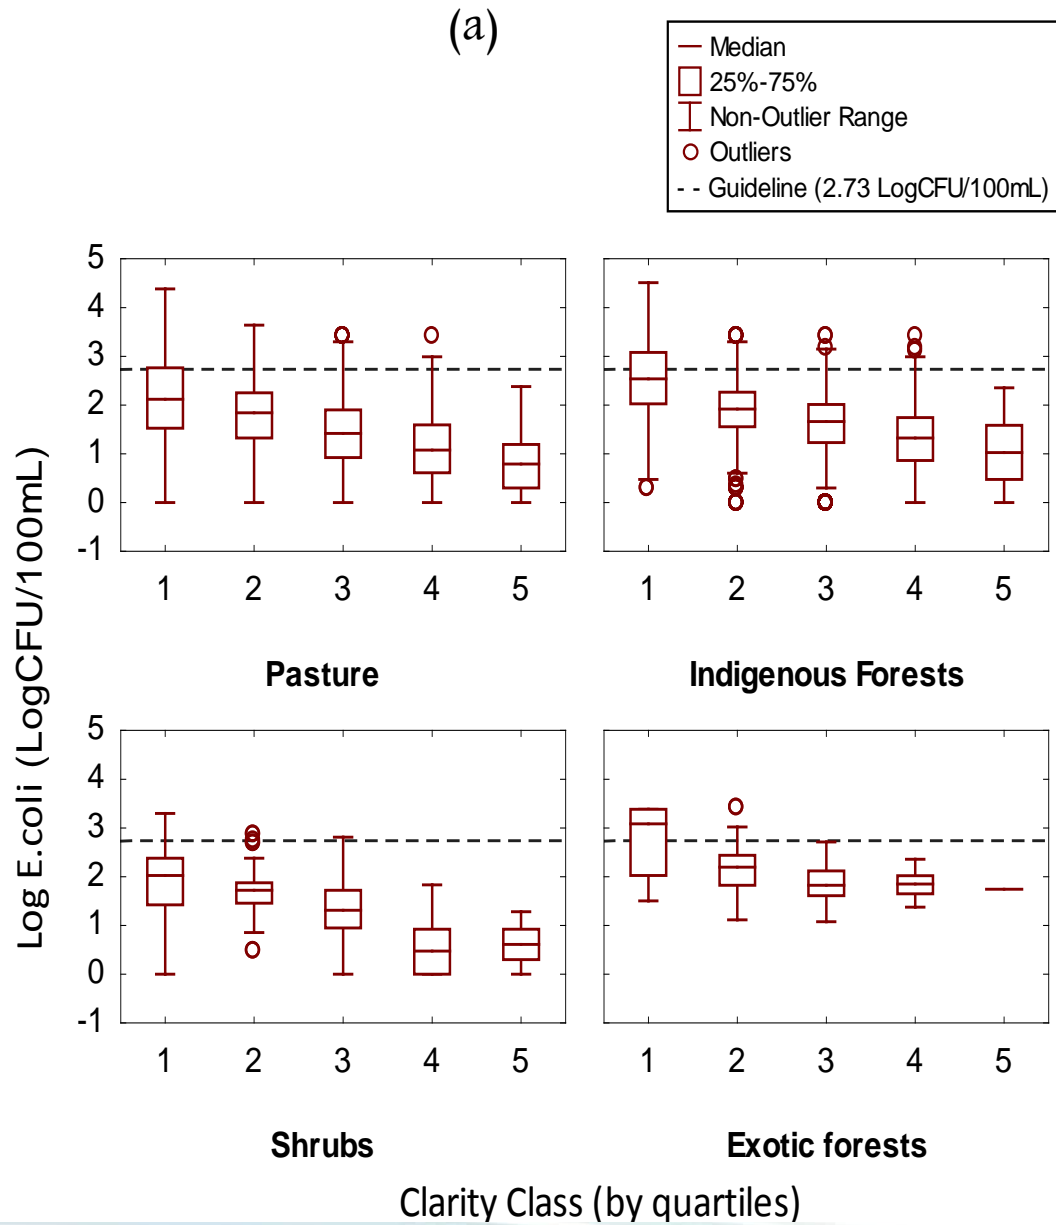 (a)
Median
25%-75%
Non-Outlier Range
Outliers
Guideline (2.73 LogCFU/100mL)
Log E.coli (LogCFU/100mL)
5
4
3
2
1
0
-1
1 2 3 4 5
1 2 3 4 5
Pasture
Indigenous Forests
5
4
3
2
1
0
-1
1 2 3 4 5
1 2 3 4 5
Shrubs
Exotic forests
Clarity Class (by quartiles)